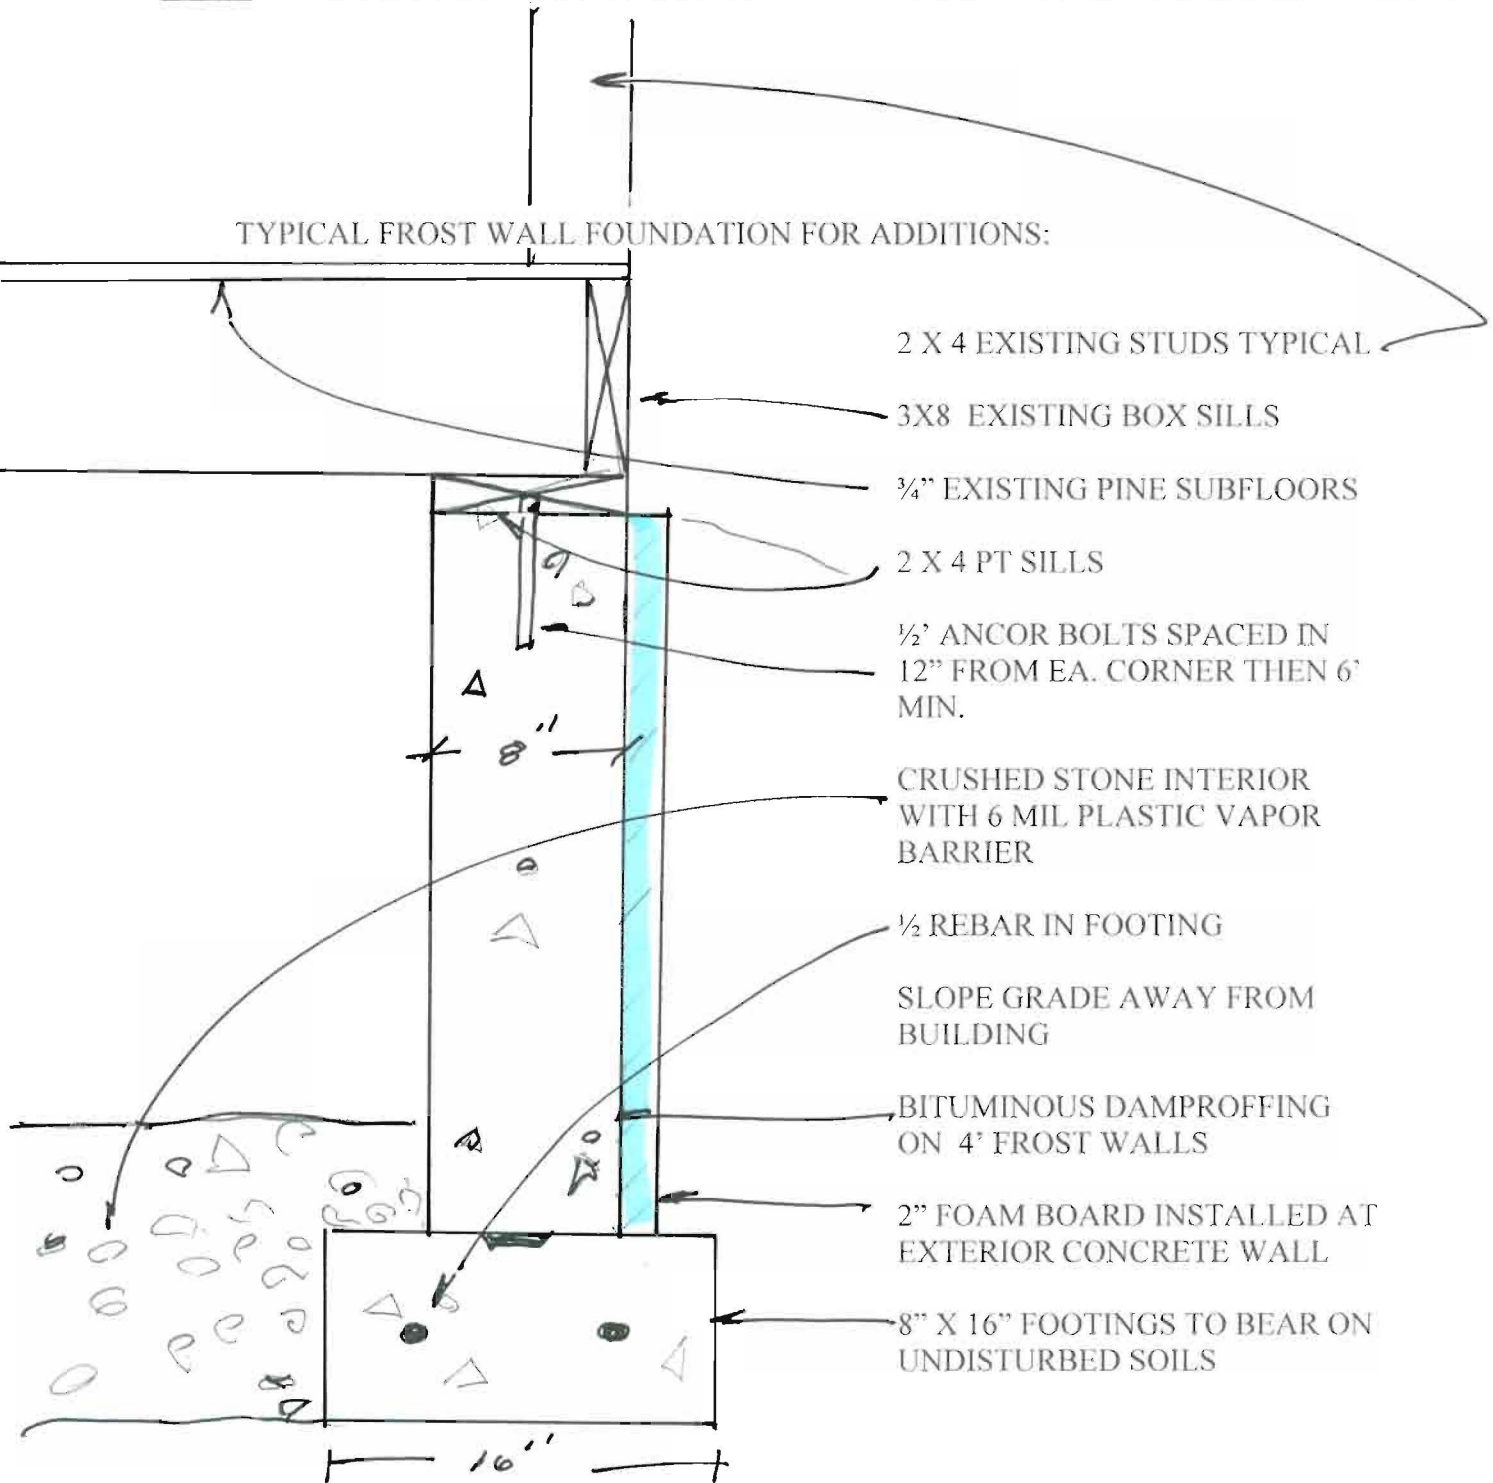 TYPICAL FROST WALL FOUNDATION FOR ADDITIONS:
2 X 4 EXISTING STUDS TYPICAL
3X8 EXISTING BOX SILLS
¾” EXISTING PINE SUBFLOORS
2 X 4 PT SILLS
½’ ANCOR BOLTS SPACED IN
12” FROM EA. CORNER THEN 6’
MIN.
8"
CRUSHED STONE INTERIOR
WITH 6 MIL PLASTIC VAPOR
BARRIER
½ REBAR IN FOOTING
SLOPE GRADE AWAY FROM
BUILDING
BITUMINOUS DAMPROFFING
ON 4’ FROST WALLS
2” FOAM BOARD INSTALLED AT
EXTERIOR CONCRETE WALL
8” X 16” FOOTINGS TO BEAR ON
UNDISTURBED SOILS
16"